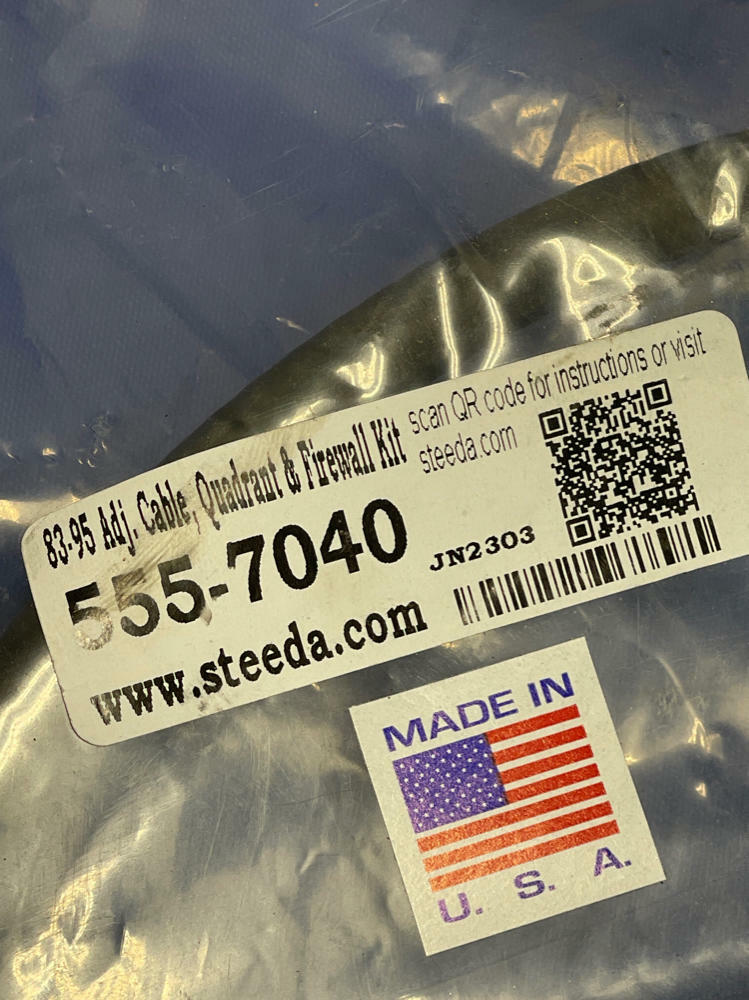 83-95 Adj. Cable, Quadrant & Firewall Kit
555-7040
www.steeda.com
scan QR code for instructions or visit
steeda.com
JN2303
MADE IN
U. S. A.